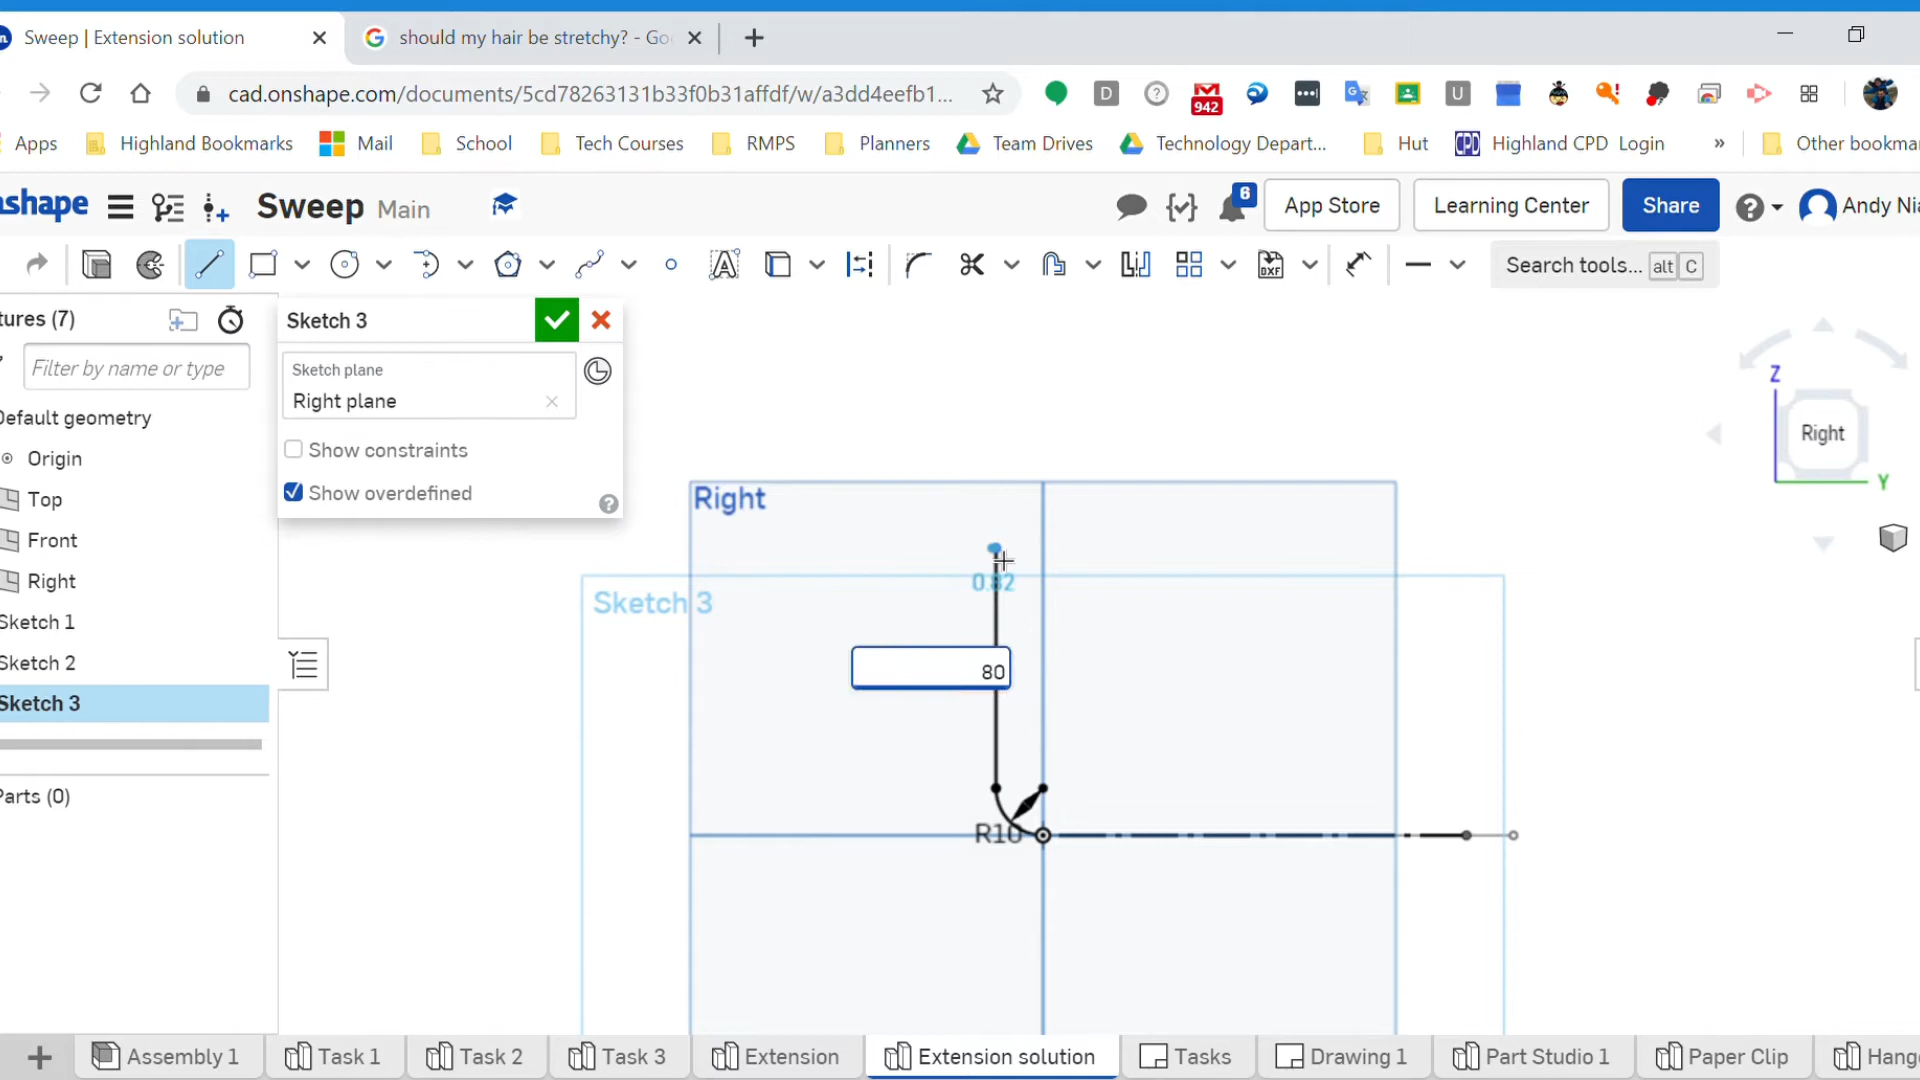 Sweep | Extension solution
should my hair be stretchy? - Go
cad.onshape.com/documents/5cd78263131b33f0b31affdf/w/a3dd4eefb1...
D
942
U
Apps
Highland Bookmarks
Mail
School
Tech Courses
RMPS
Planners
Team Drives
Technology Depart...
Hut
CPD
Highland CPD Login
»
Other bookma
nshape
Sweep Main
6
App Store
Learning Center
Share
Andy Nia
Search tools... alt C
tures (7)
Filter by name or type
Default geometry
Origin
Top
Front
Right
Sketch 1
Sketch 2
Sketch 3
Parts (0)
Sketch 3
Sketch plane
Right plane
Show constraints
Show overdefined
Right
Sketch 3
80
R10
Z
Right
Y
Assembly 1
Task 1
Task 2
Task 3
Extension
Extension solution
Tasks
Drawing 1
Part Studio 1
Paper Clip
Hang